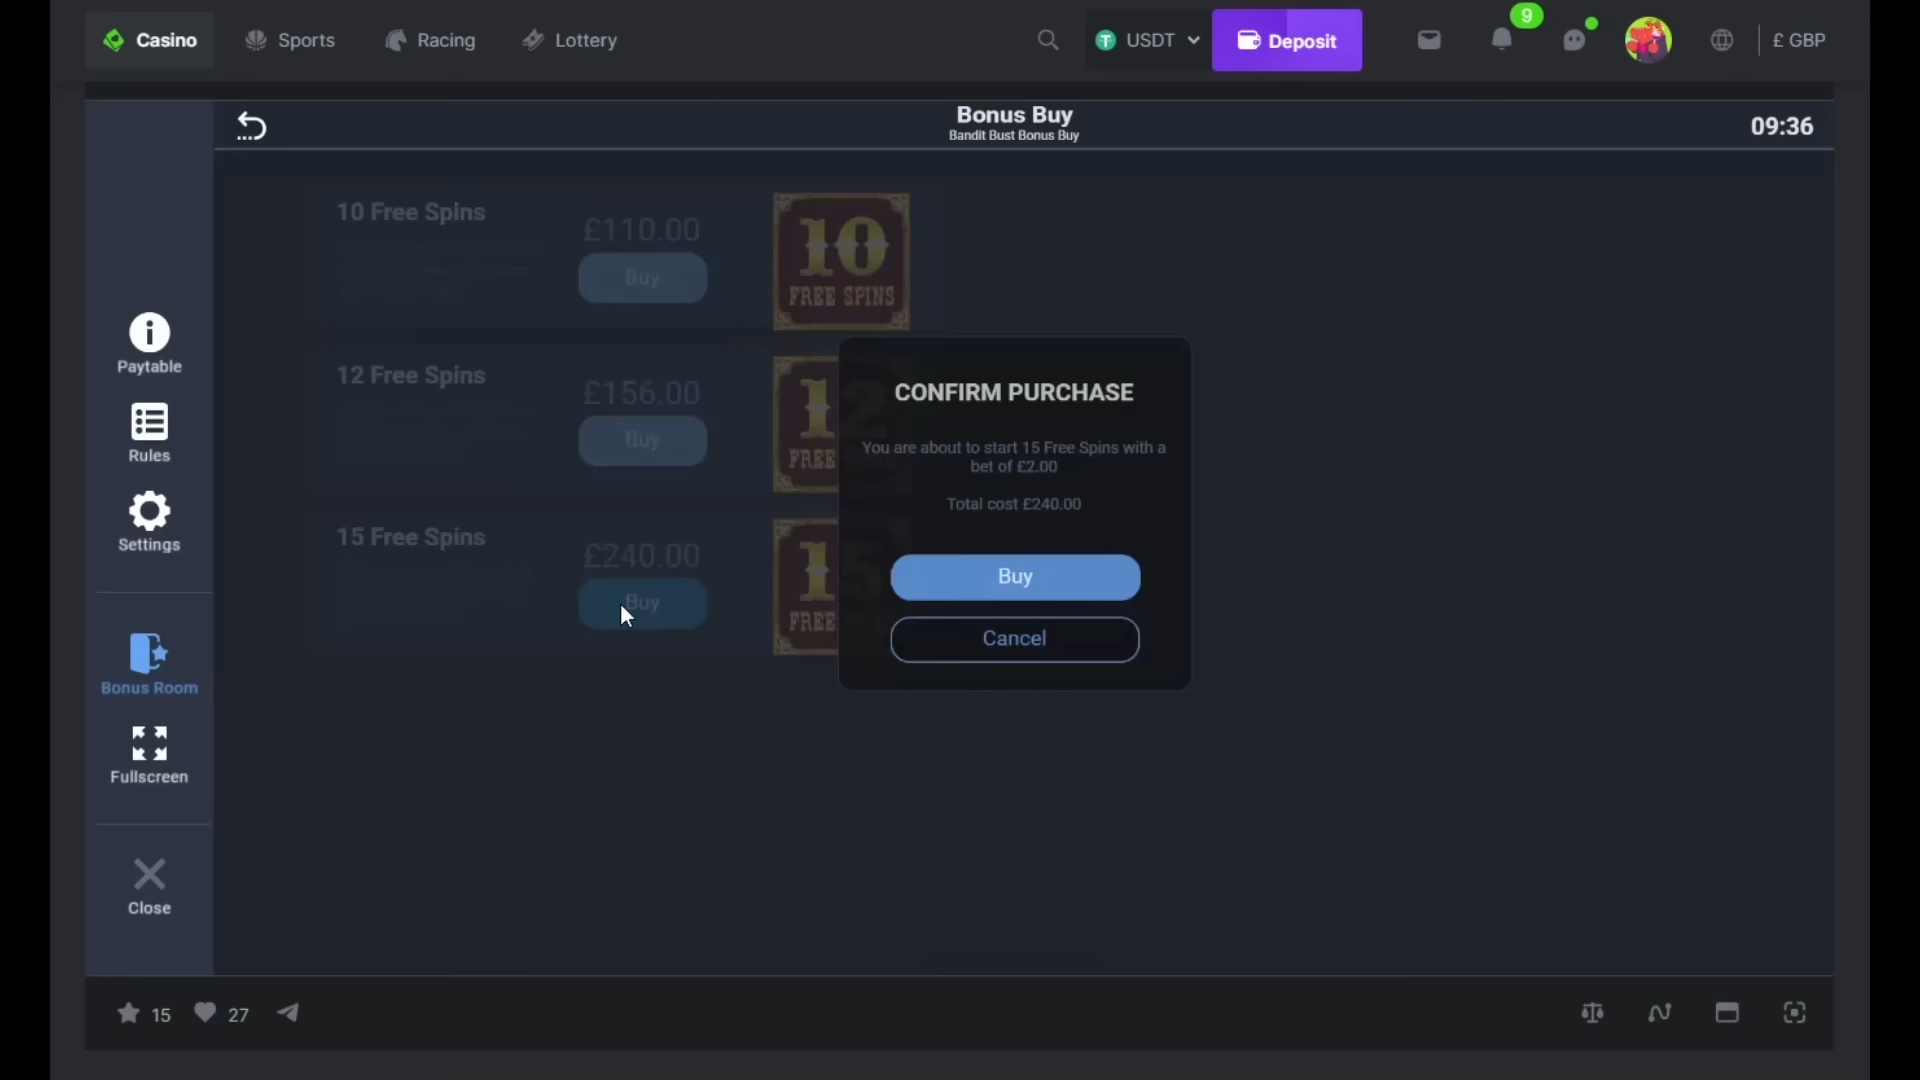 Casino
Sports
Racing
Lottery
USDT
Deposit
9
£ GBP
Bonus Buy
Bandit Bust Bonus Buy
09:36
10 Free Spins
£110.00
Buy
10
FREE SPINS
12 Free Spins
£156.00
Buy
FREE
15 Free Spins
£240.00
Buy
FREE
CONFIRM PURCHASE
You are about to start 15 Free Spins with a
bet of £2.00
Total cost £240.00
Buy
Cancel
Paytable
Rules
Settings
Bonus Room
Fullscreen
Close
15
27